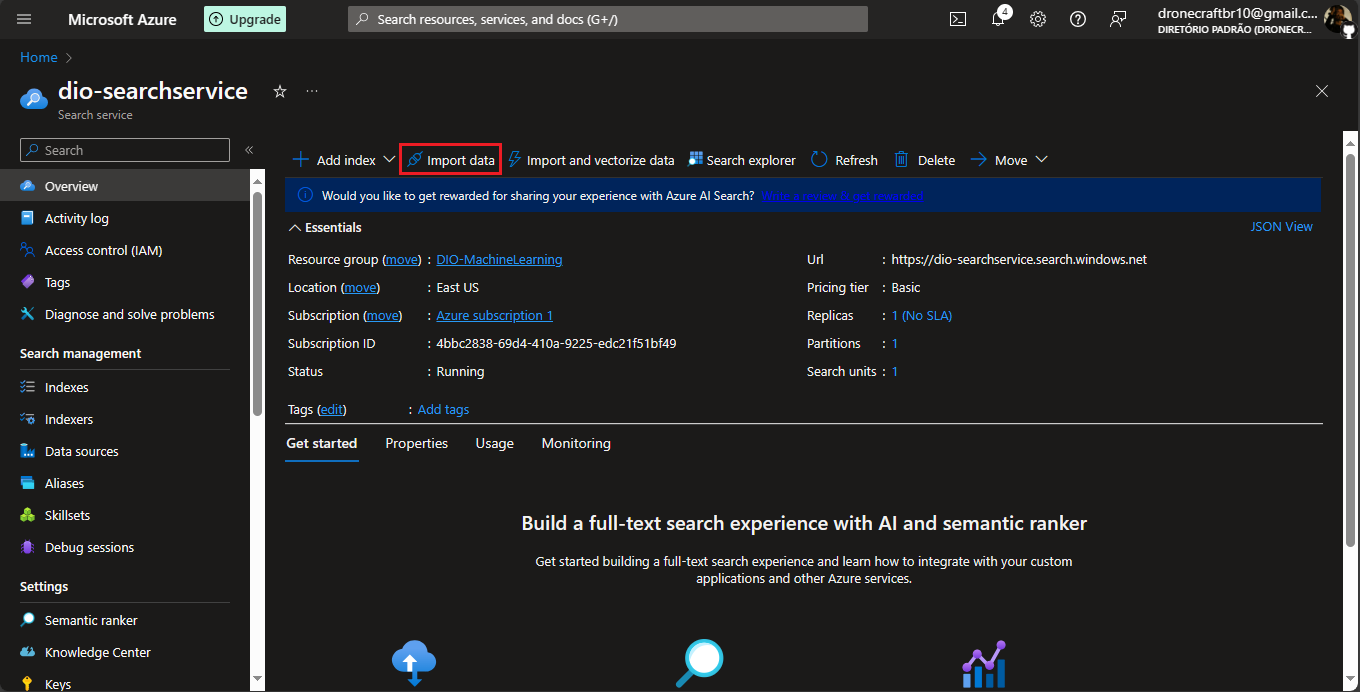 Microsoft Azure
Upgrade
Search resources, services, and docs (G+/)
4
dronecraftbr10@gmail.c...
DIRETÓRIO PADRÃO (DRONECR...
Home
dio-searchservice
Search service
Search
Add index
Import data
Import and vectorize data
Search explorer
Refresh
Delete
Move
Overview
Activity log
Access control (IAM)
Tags
Diagnose and solve problems
Search management
Indexes
Indexers
Data sources
Aliases
Skillsets
Debug sessions
Settings
Semantic ranker
Knowledge Center
Keys
Would you like to get rewarded for sharing your experience with Azure AI Search? Write a review to get rewarded!
Essentials
JSON View
Resource group (move) : DIO-MachineLearning
Location (move) : East US
Subscription (move) : Azure subscription 1
Subscription ID : 4bbc2838-69d4-410a-9225-edc21f51bf49
Status : Running
Url : https://dio-searchservice.search.windows.net
Pricing tier : Basic
Replicas : 1 (No SLA)
Partitions : 1
Search units : 1
Tags (edit) : Add tags
Get started
Properties
Usage
Monitoring
Build a full-text search experience with AI and semantic ranker
Get started building a full-text search experience and learn how to integrate with your custom
applications and other Azure services.